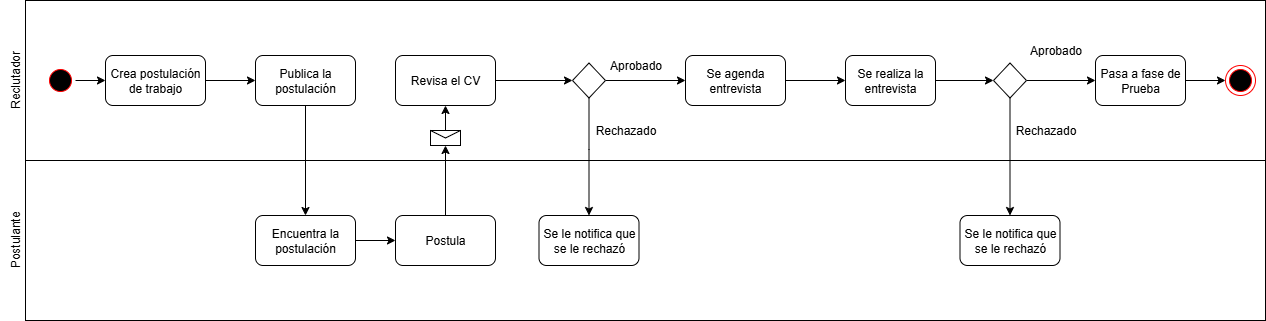 Reclutador
Crea postulación
de trabajo
Publica la
postulación
Revisa el CV
Aprobado
Rechazado
Se agenda
entrevista
Se realiza la
entrevista
Aprobado
Rechazado
Pasa a fase de
Prueba
Postulante
Encuentra la
postulación
Postula
Se le notifica que
se le rechazó
Se le notifica que
se le rechazó